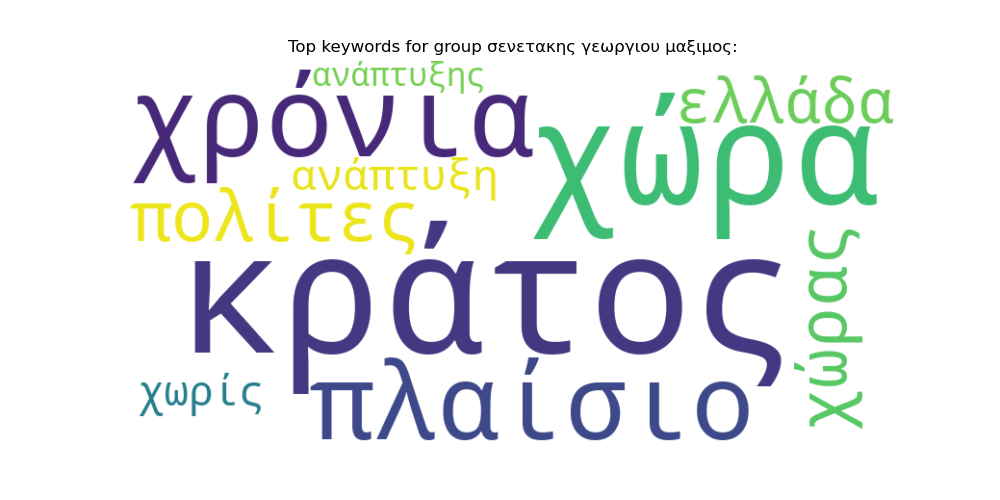 Top keywords for group σενετακης γεωργιου μαξιμος:
ανάπτυξης
χρόνια
ελλάδα
χώρα
ανάπτυξη
πολίτες
κράτος
χώρας
χωρίς
πλαίσιο